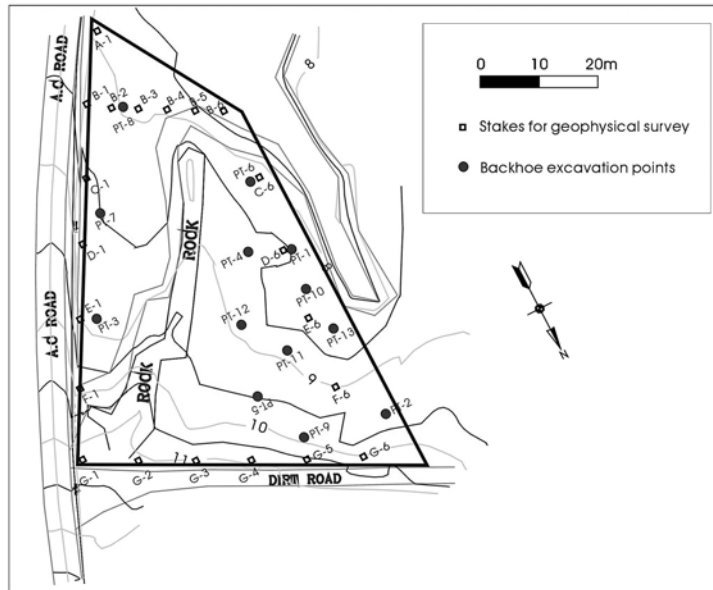 A.d ROAD
A-1
B-1
B-2
B-3
B-4
B-5
B-6
PT-8
8
0 10 20m
Stakes for geophysical survey
Backhoe excavation points
C-1
PT-6
C-6
PT-7
ROCK
D-1
PT-4
D-6
PT-1
PT-10
A.d ROAD
E-1
PT-3
PT-12
E-6
PT-13
PT-11
N
ROCK
F-1
9
F-6
PT-5
PT-2
10
PT-9
11
G-1
G-2
G-3
G-4
G-5
G-6
DIRT ROAD